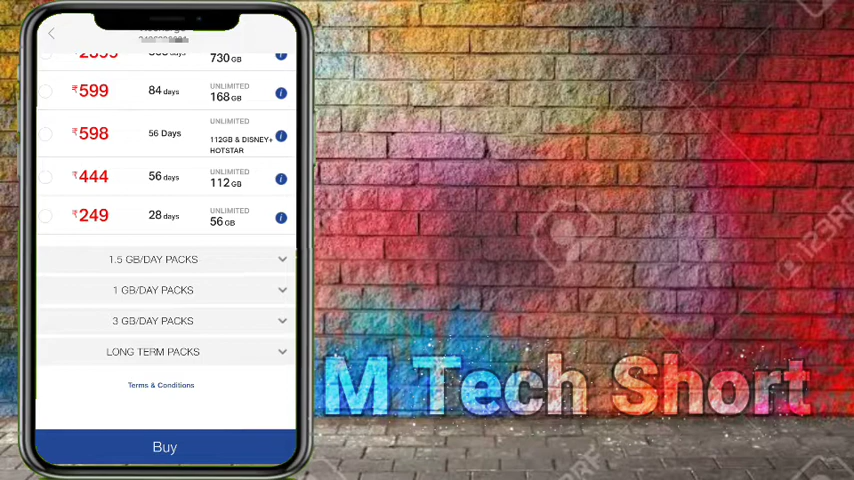 730 GB
₹599 84 days UNLIMITED
168 GB
₹598 56 Days UNLIMITED
112GB & DISNEY+
HOTSTAR
₹444 56 days UNLIMITED
112 GB
₹249 28 days UNLIMITED
56 GB
1.5 GB/DAY PACKS
1 GB/DAY PACKS
3 GB/DAY PACKS
LONG TERM PACKS
Terms & Conditions
Buy
M Tech Short
123RF